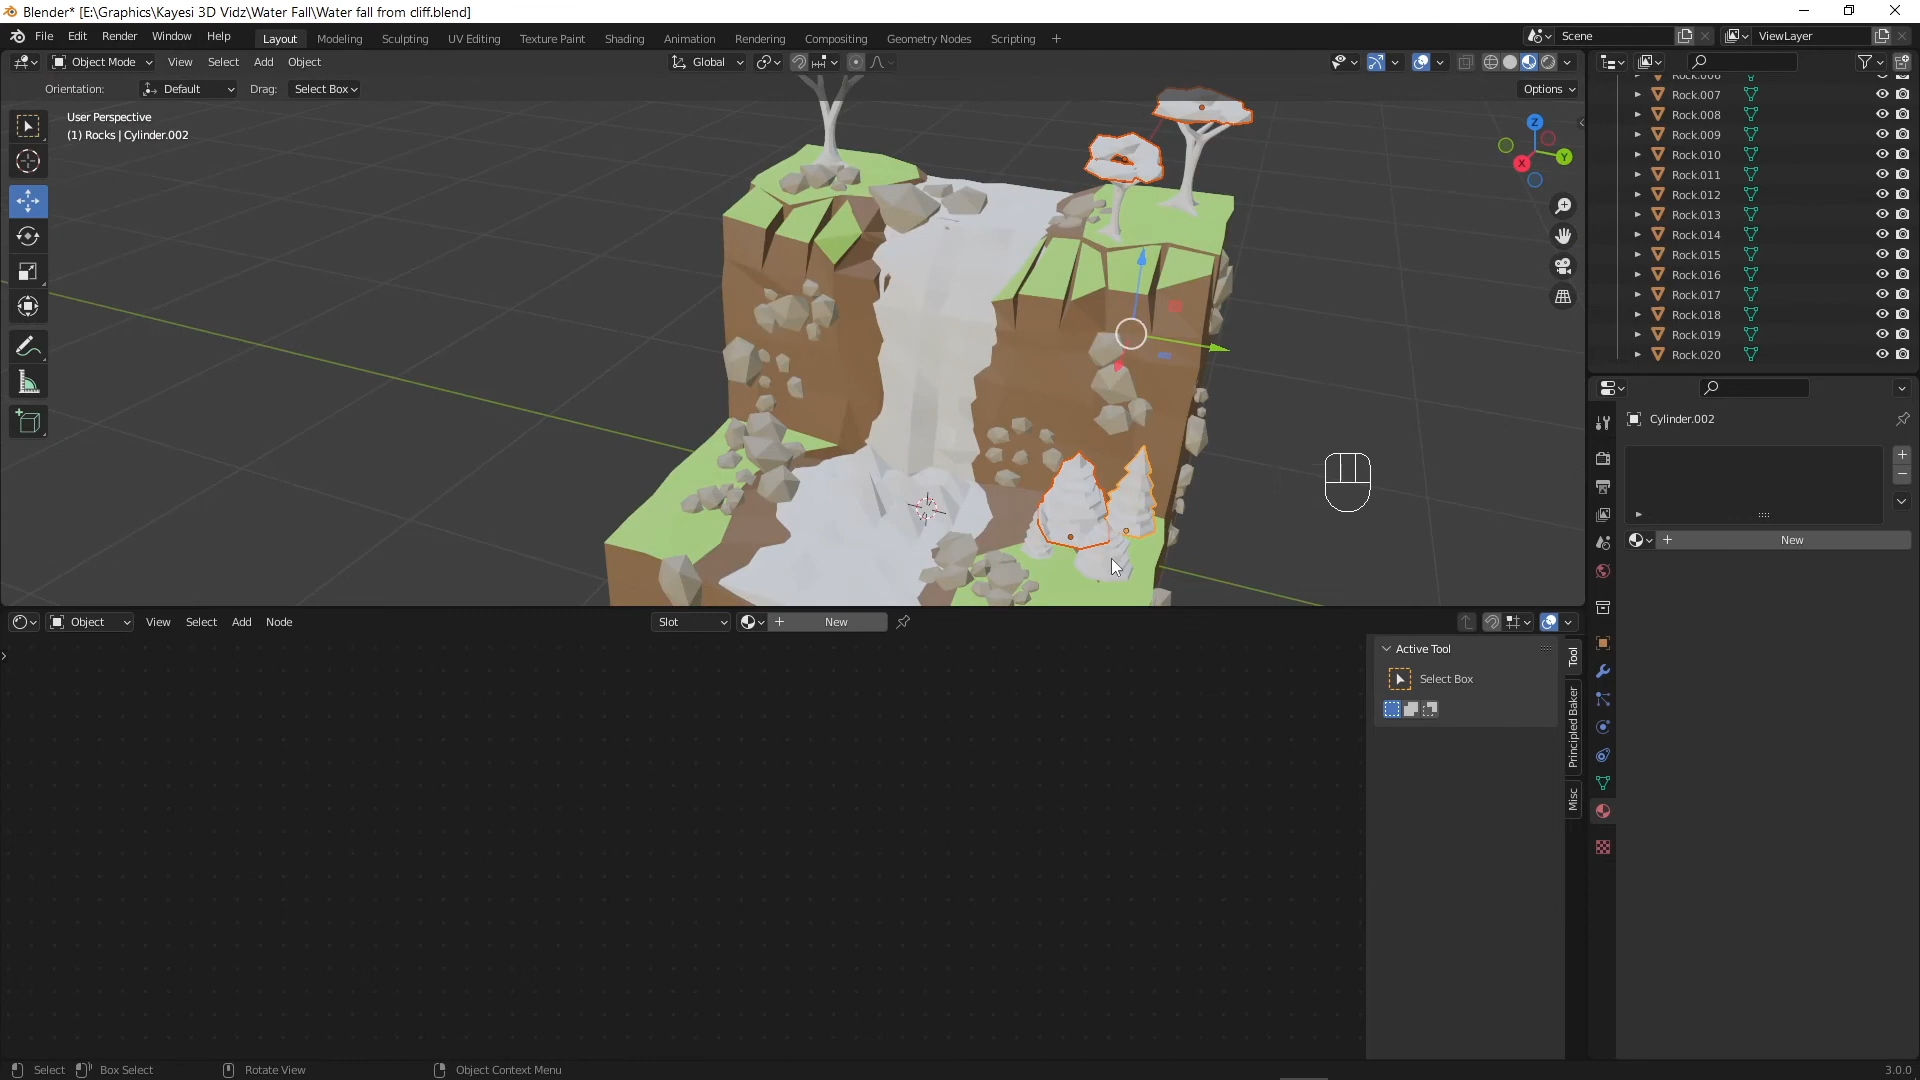 Blender* [E:\Graphics\Kayesi 3D Vidz\Water Fall\Water fall from cliff.blend]
File Edit Render Window Help Layout Modeling Sculpting UV Editing Texture Paint Shading Animation Rendering Compositing Geometry Nodes Scripting + Scene ViewLayer
Object Mode View Select Add Object Global
Orientation: Default Drag: Select Box Options
User Perspective
(1) Rocks | Cylinder.002
Z
Y
X
Rock.006
Rock.007
Rock.008
Rock.009
Rock.010
Rock.011
Rock.012
Rock.013
Rock.014
Rock.015
Rock.016
Rock.017
Rock.018
Rock.019
Rock.020
Cylinder.002
New
Object View Select Add Node Slot New
Active Tool
Select Box
Tool
Principled Baker
Misc
Select Box Select Rotate View Object Context Menu 3.0.0